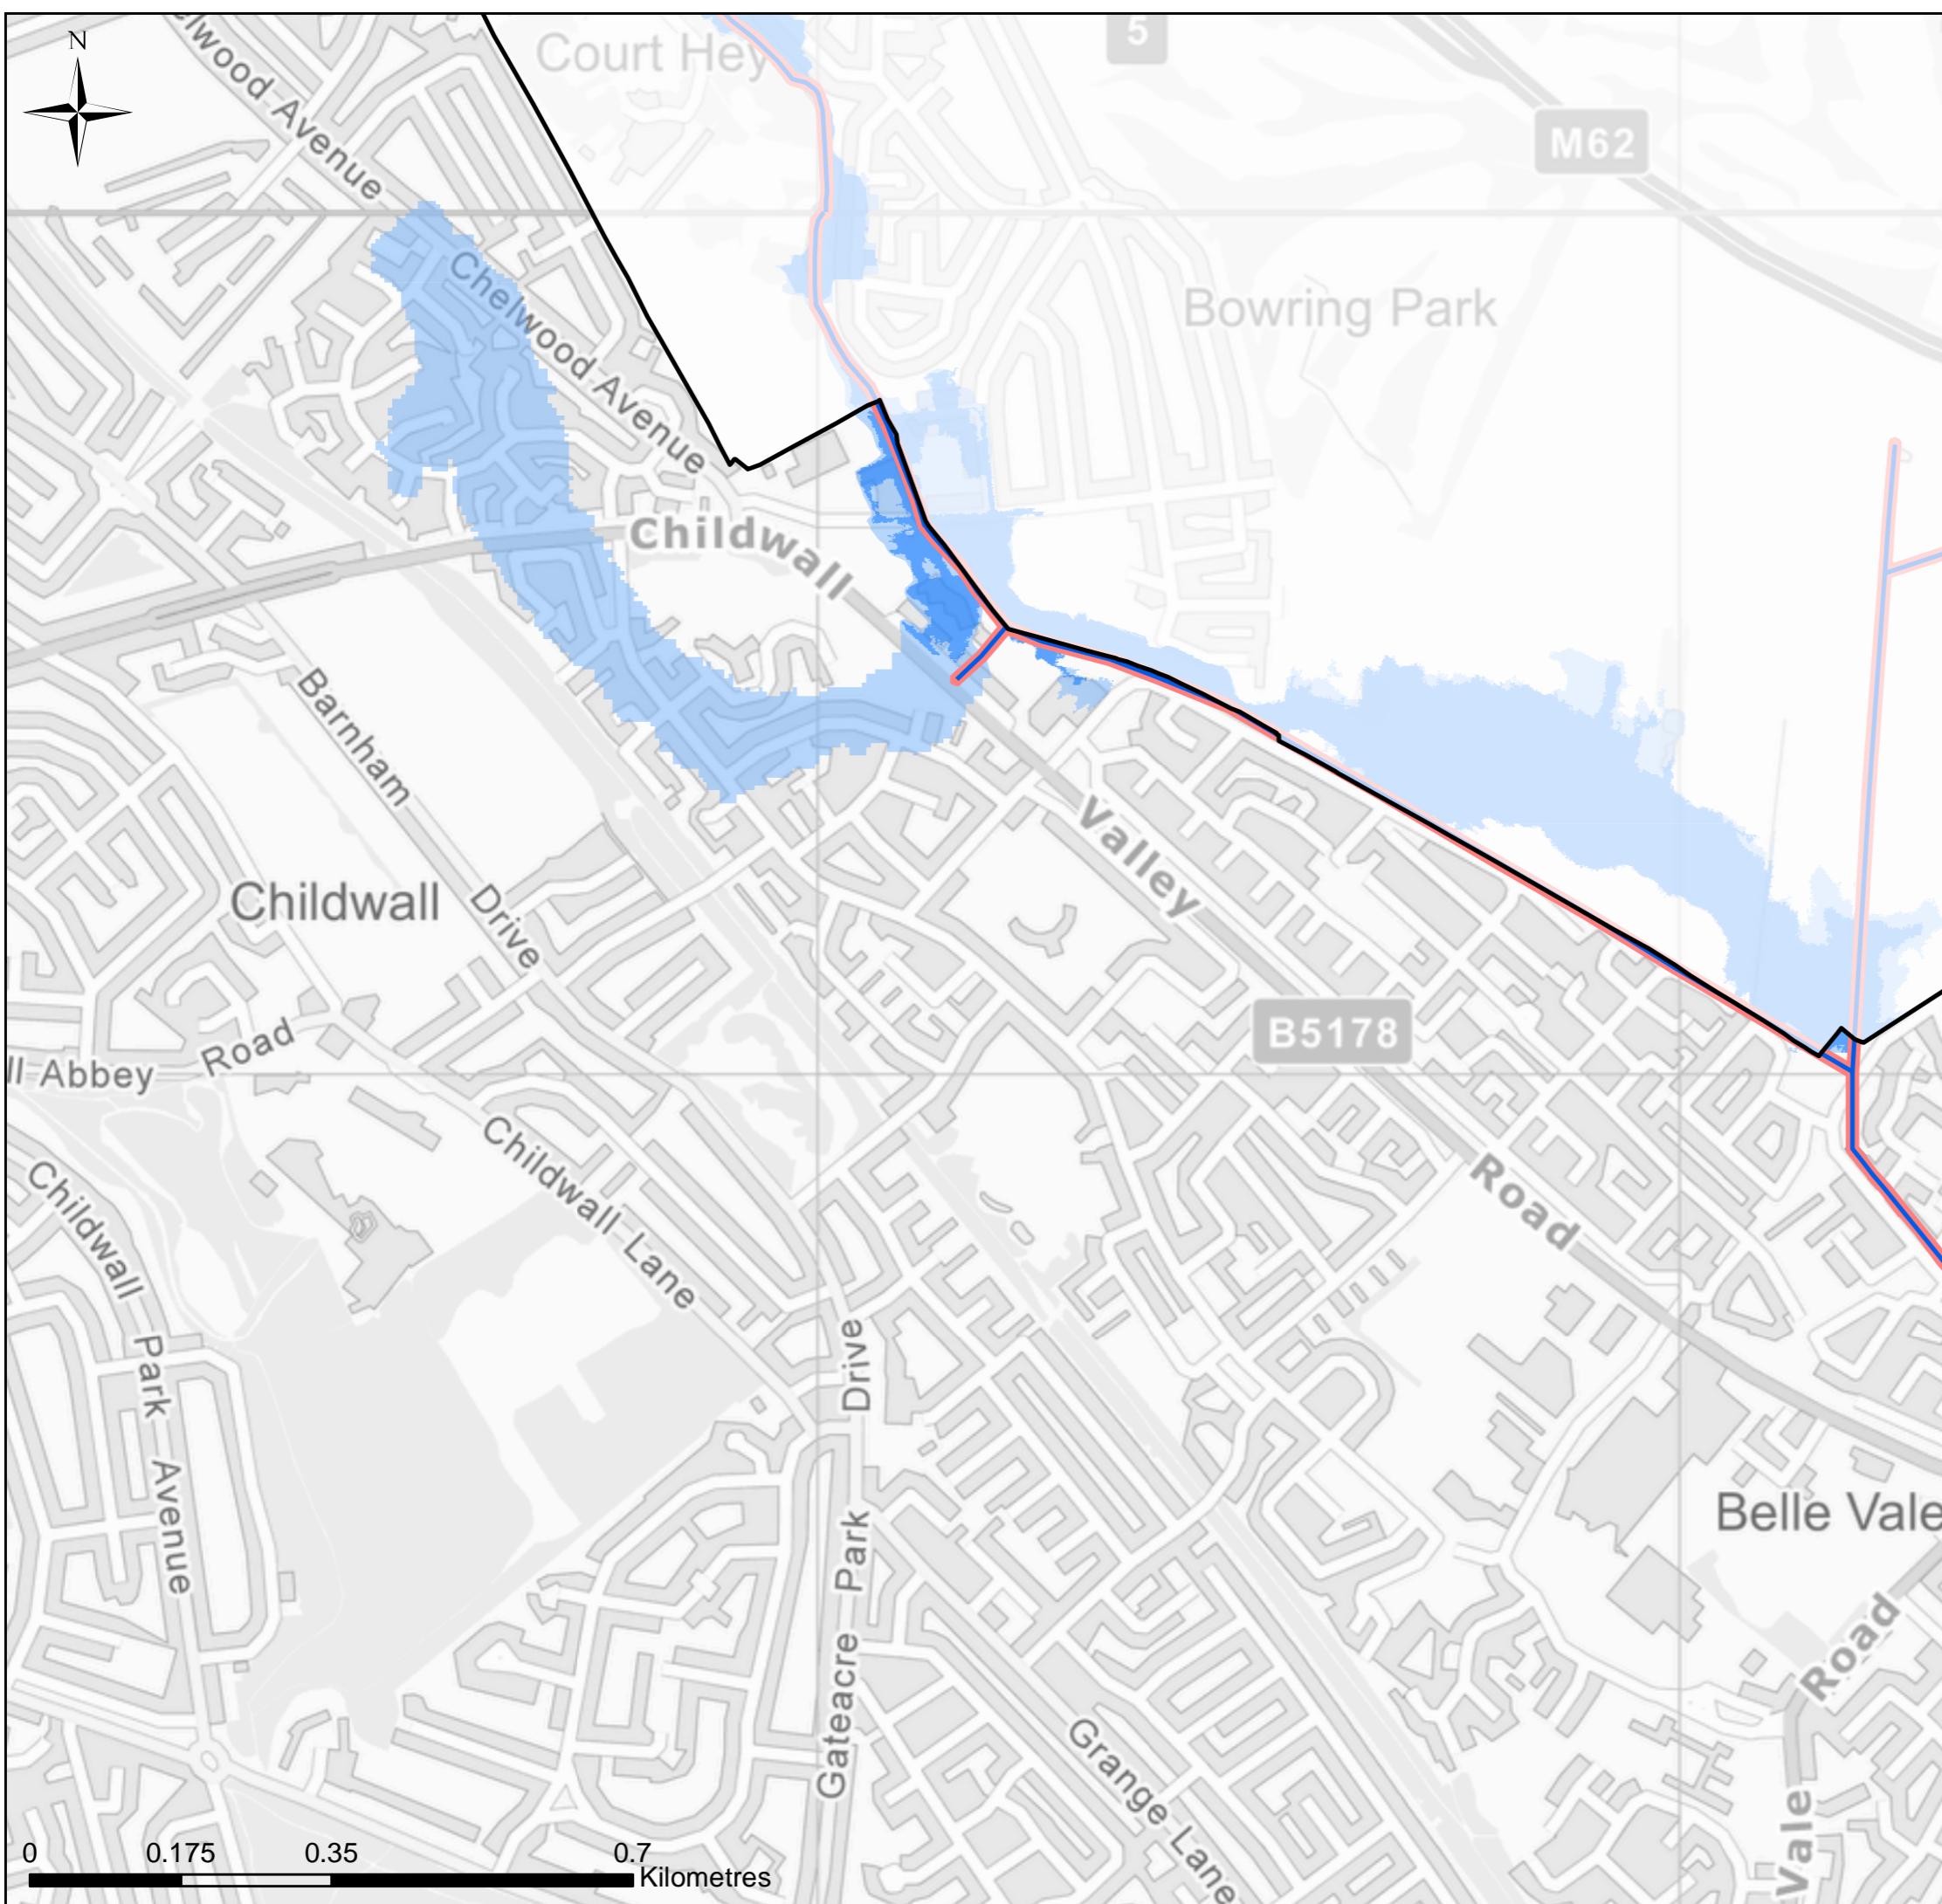 N
Court Hey
5
M62
elwood Avenue
Chelwood Avenue
Bowring Park
Childwall
Valley
Road
Barnham
Drive
Childwall
B5178
ll Abbey
Road
Childwall Lane
Childwall
Park
Avenue
Gateacre Park Drive
Grange Lane
Belle Vale
Road
Vale
0
0.175
0.35
0.7
Kilometres